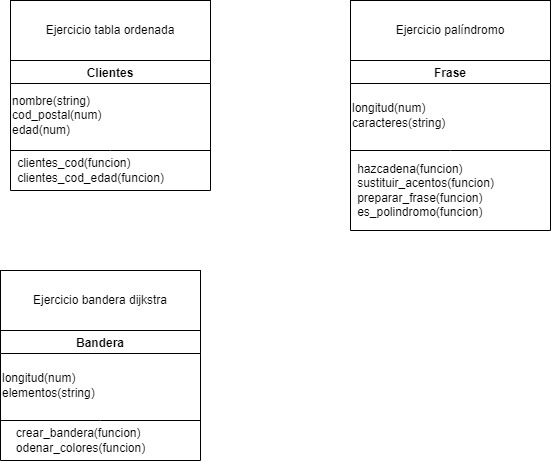 Ejercicio tabla ordenada
Clientes
nombre(string)
cod_postal(num)
edad(num)
clientes_cod(funcion)
clientes_cod_edad(funcion)
Ejercicio palíndromo
Frase
longitud(num)
caracteres(string)
hazcadena(funcion)
sustituir_acentos(funcion)
preparar_frase(funcion)
es_polindromo(funcion)
Ejercicio bandera dijkstra
Bandera
longitud(num)
elementos(string)
crear_bandera(funcion)
odenar_colores(funcion)